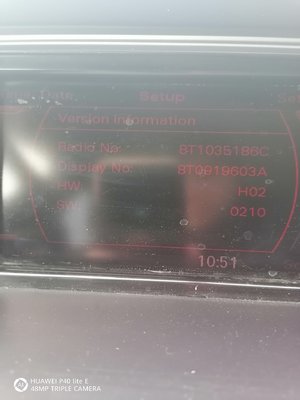 Date Setup
Version Information
Radio No: 8T1035186C
Display No: 8T0919603A
HW: H02
SW: 0210
10:51
HUAWEI P40 lite E
48MP TRIPLE CAMERA